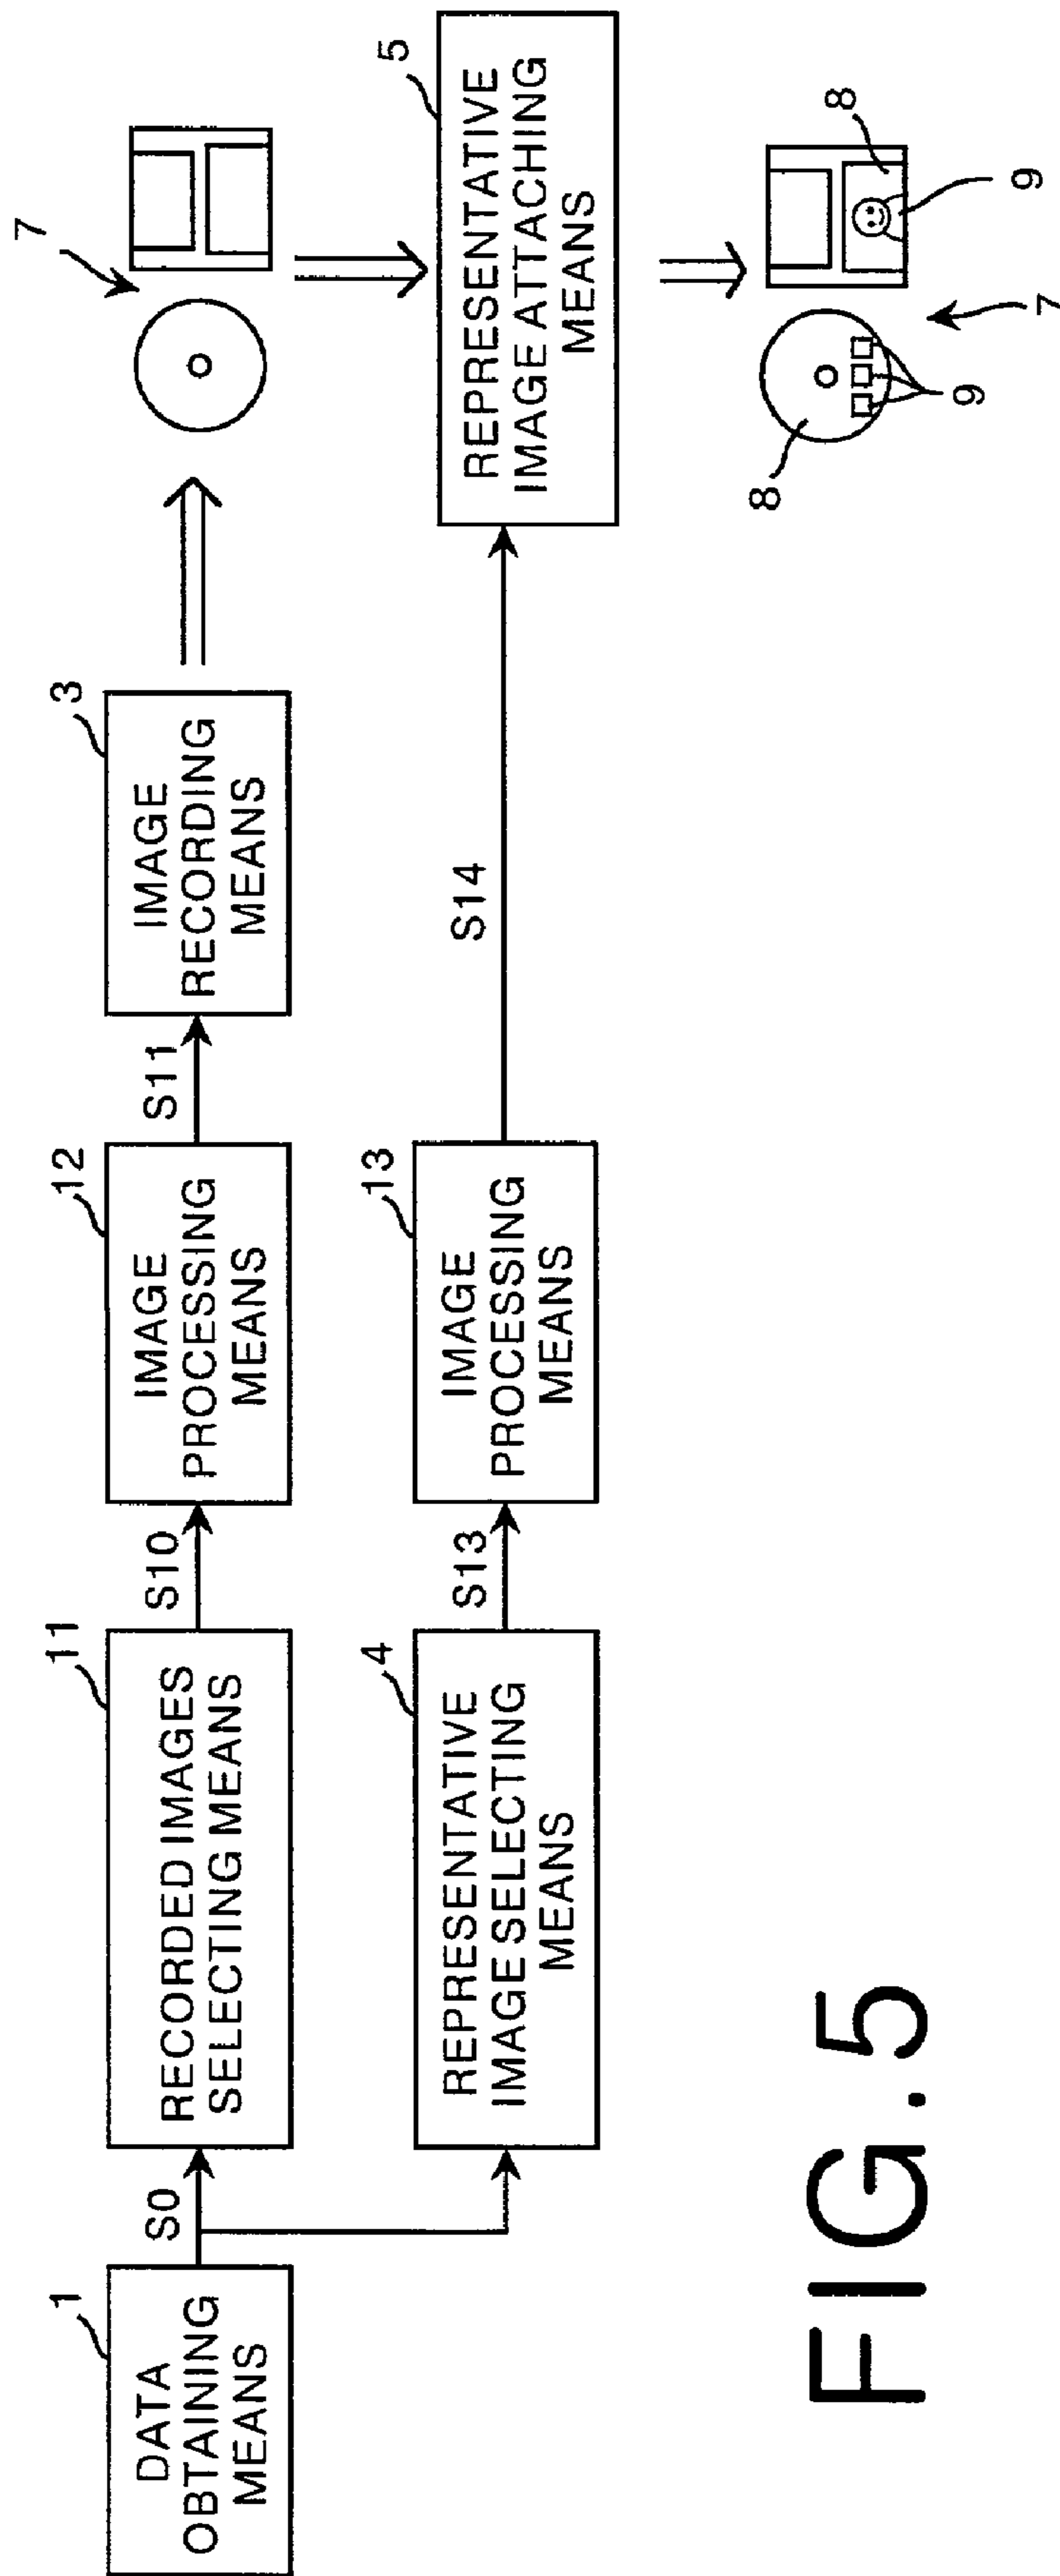 1
DATA
OBTAINING
MEANS
S0
11
RECORDED IMAGES
SELECTING MEANS
S10
12
IMAGE
PROCESSING
MEANS
S11
3
IMAGE
RECORDING
MEANS
7
4
REPRESENTATIVE
IMAGE SELECTING
MEANS
S13
13
IMAGE
PROCESSING
MEANS
S14
5
REPRESENTATIVE
IMAGE ATTACHING
MEANS
8
8
9
9
7
FIG.5